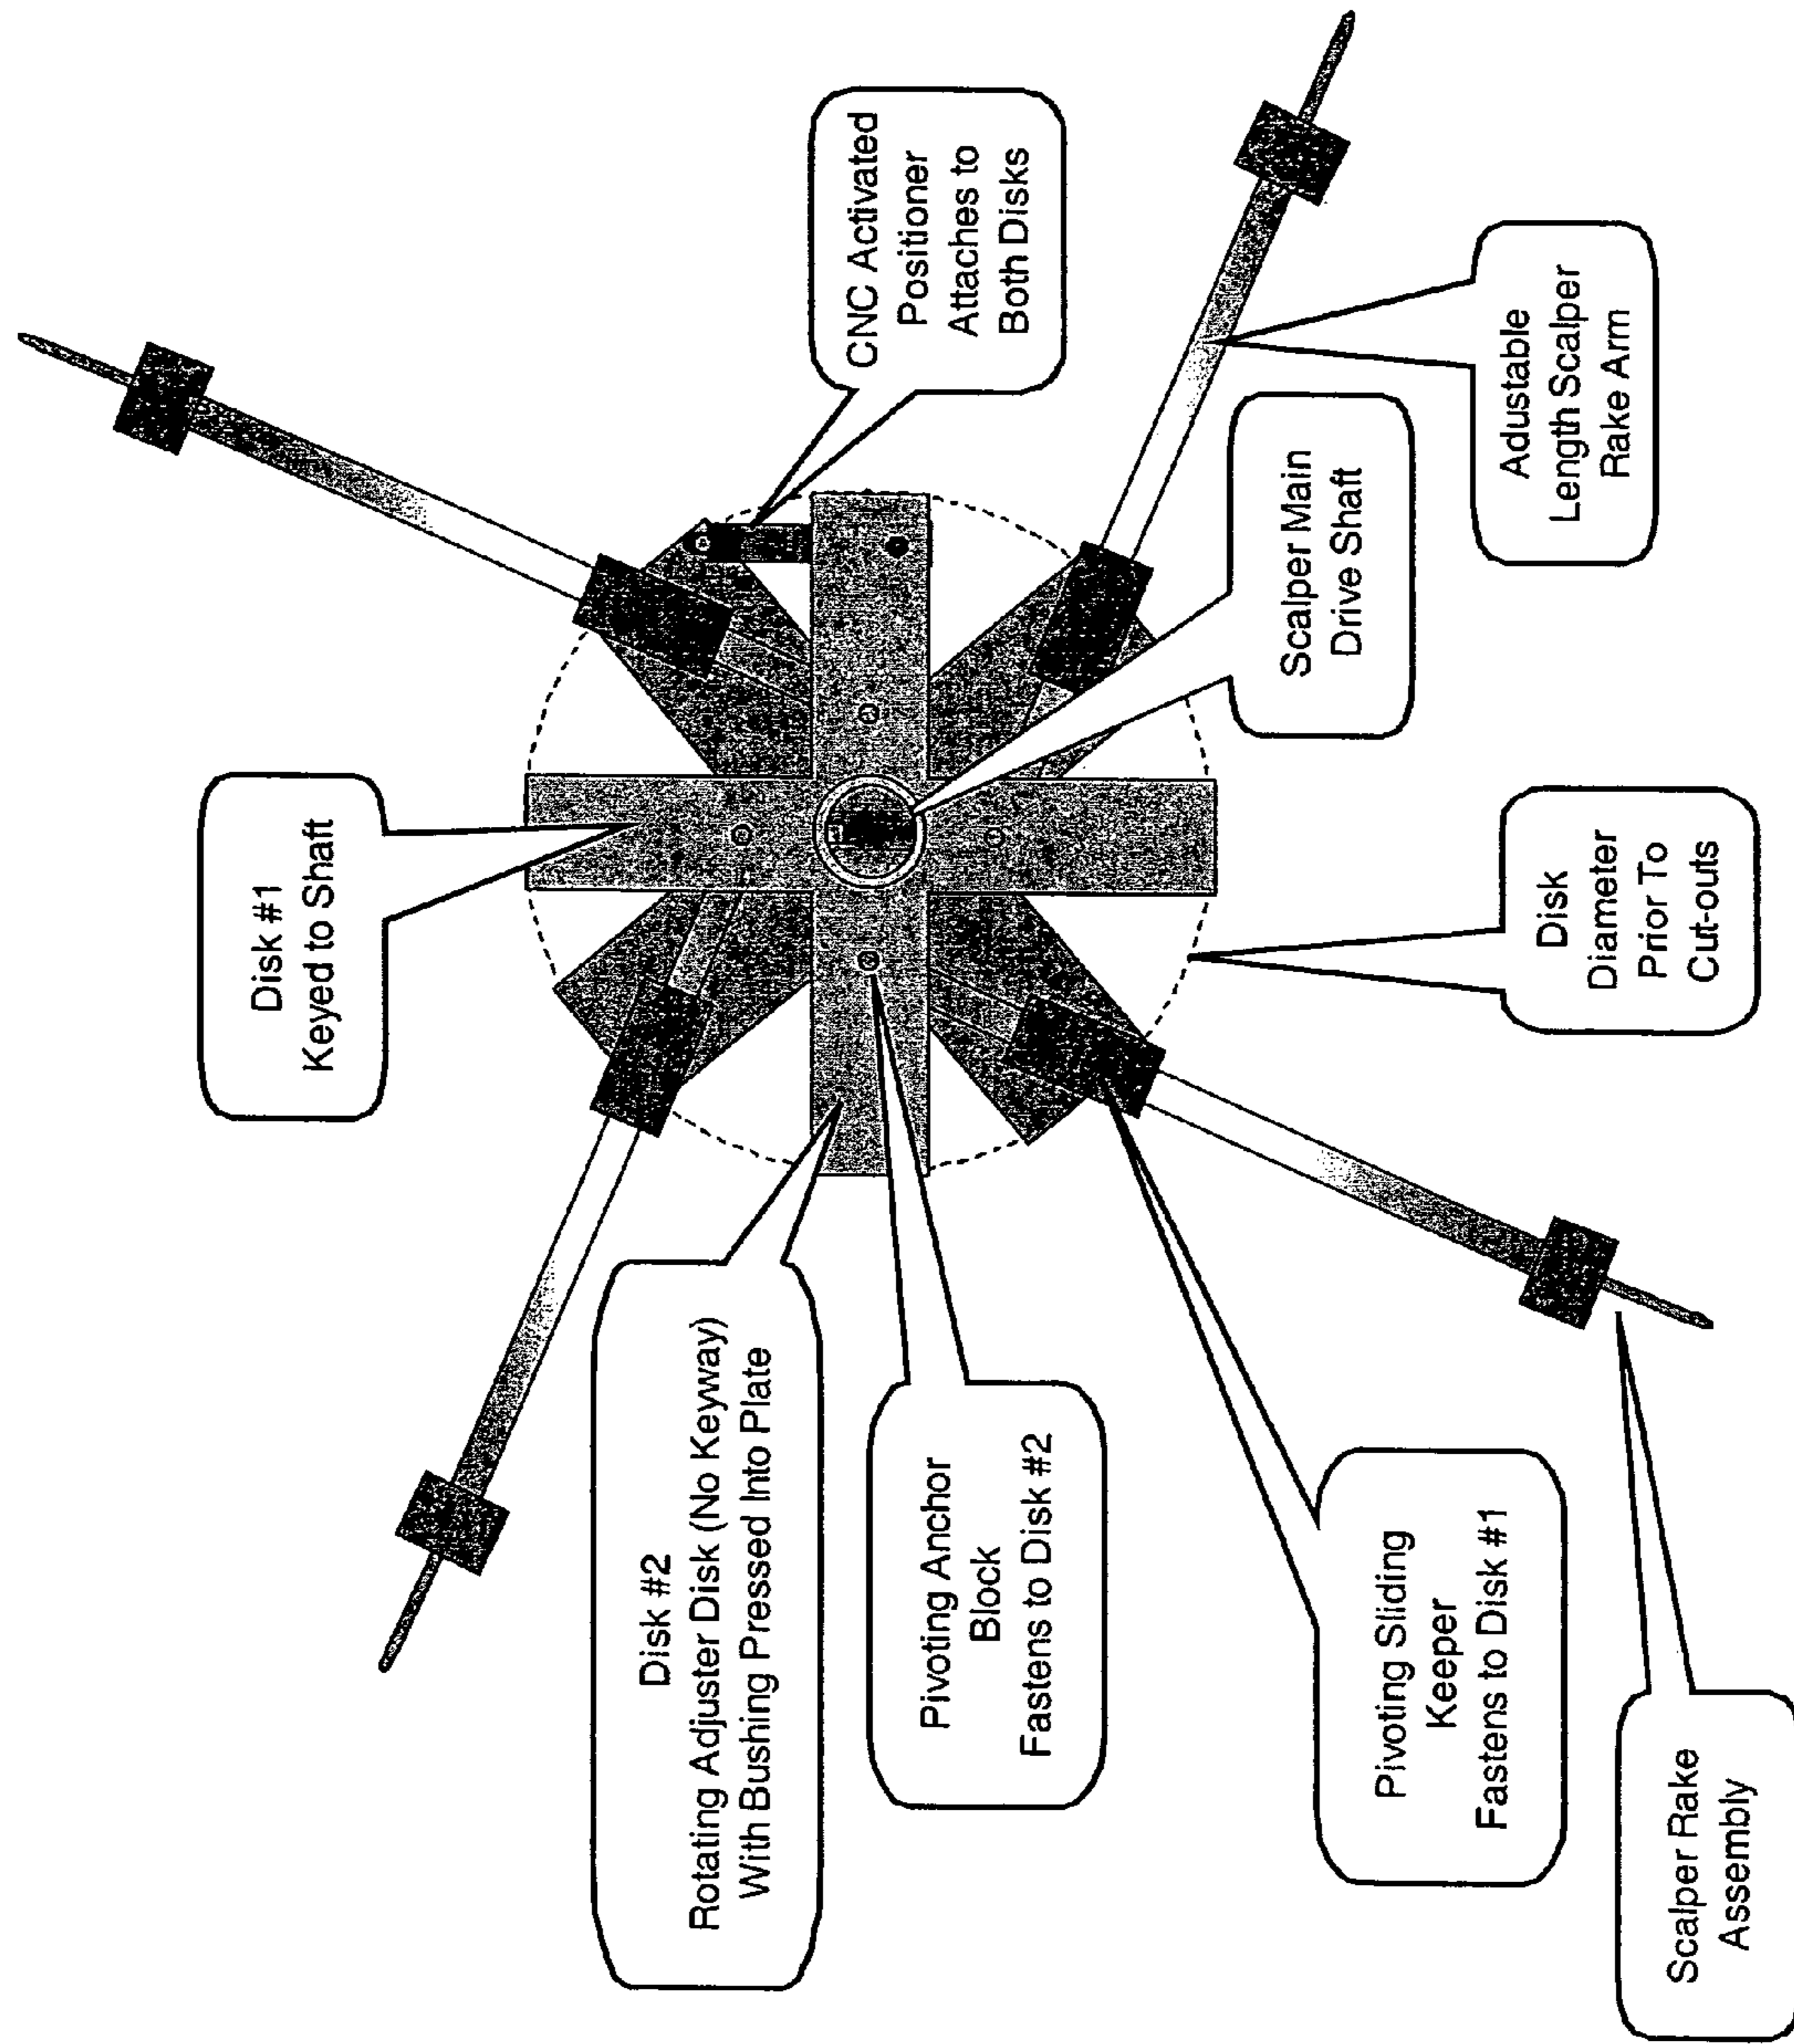 Disk #1
Keyed to Shaft
Disk #2
Rotating Adjuster Disk (No Keyway)
With Bushing Pressed Into Plate
CNC Activated
Positioner
Attaches to
Both Disks
Pivoting Anchor
Block
Fastens to Disk #2
Scalper Main
Drive Shaft
Pivoting Sliding
Keeper
Fastens to Disk #1
Adustable
Length Scalper
Rake Arm
Disk
Diameter
Prior To
Cut-outs
Scalper Rake
Assembly